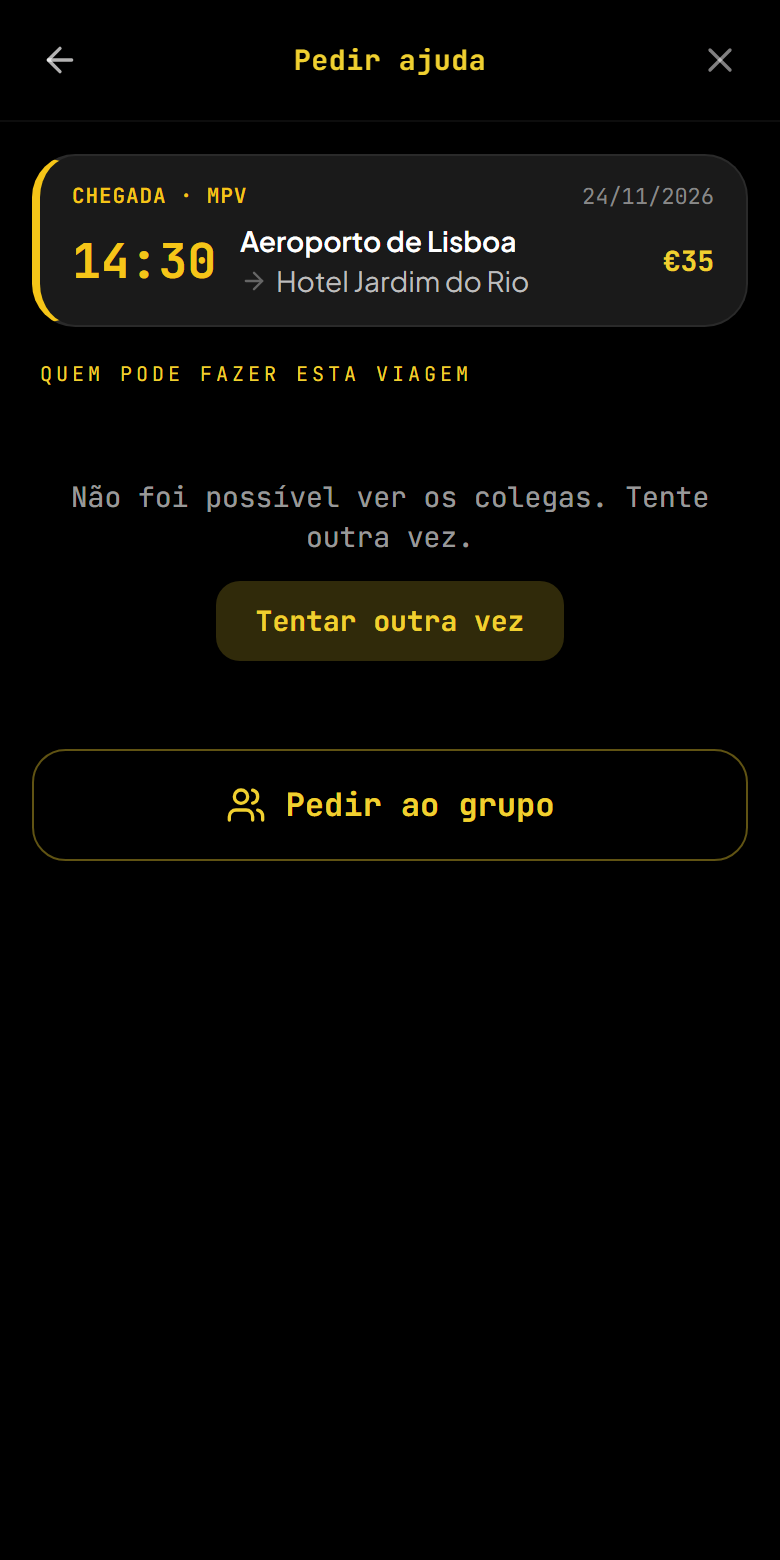 Pedir ajuda
CHEGADA · MPV
24/11/2026
14:30
Aeroporto de Lisboa
→ Hotel Jardim do Rio
€35
QUEM PODE FAZER ESTA VIAGEM
Não foi possível ver os colegas. Tente
outra vez.
Tentar outra vez
Pedir ao grupo